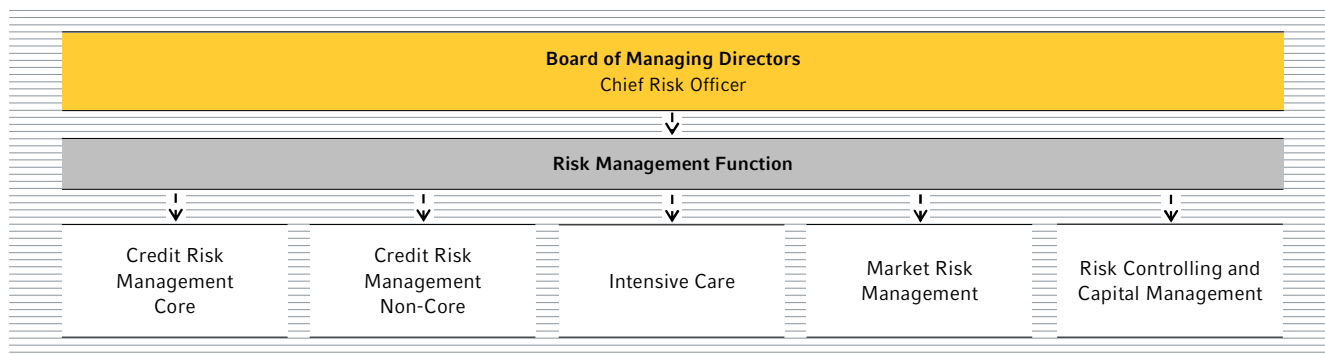 Board of Managing Directors
Chief Risk Officer
Risk Management Function
Credit Risk
Management
Core
Credit Risk
Management
Non-Core
Intensive Care
Market Risk
Management
Risk Controlling and
Capital Management